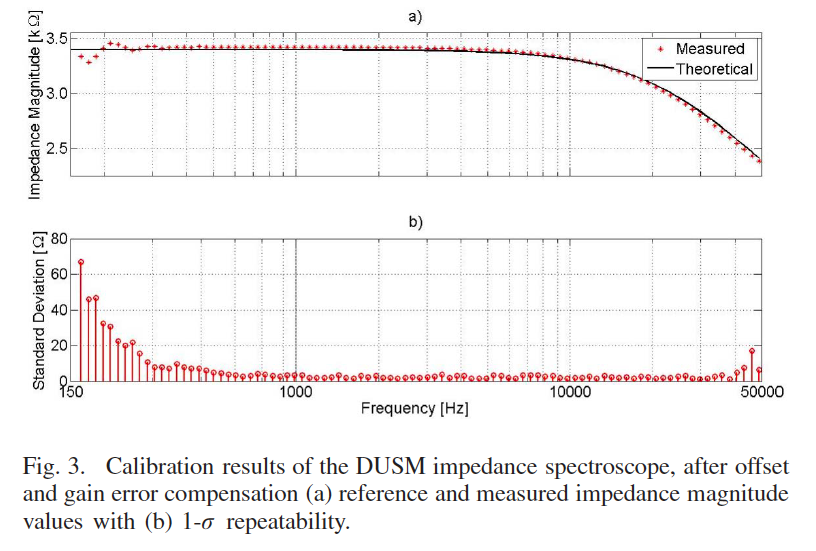 a)
Impedance Magnitude [k Ω]
3.5
3.0
2.5
Measured
Theoretical
b)
Standard Deviation [Ω]
80
60
40
20
0
150
1000
10000
50000
Frequency [Hz]
Fig. 3. Calibration results of the DUSM impedance spectroscope, after offset
and gain error compensation (a) reference and measured impedance magnitude
values with (b) 1-σ repeatability.